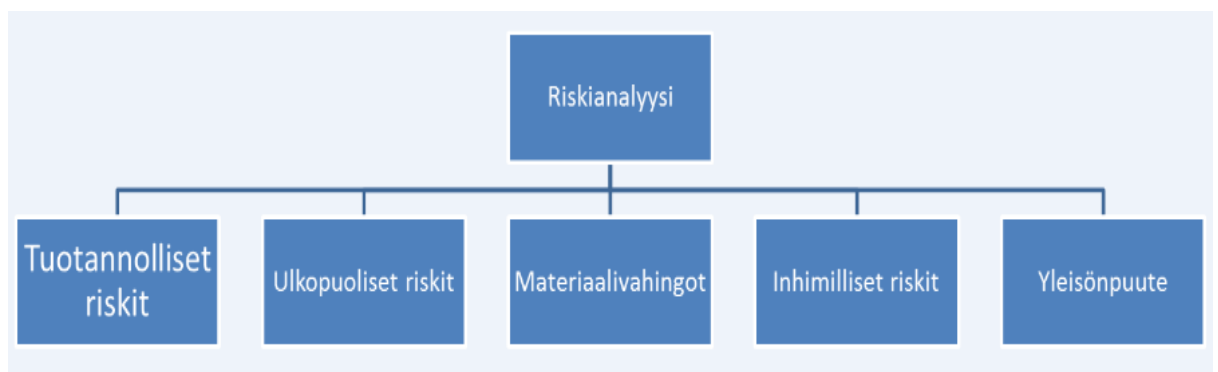 Riskianalyysi
Tuotannolliset
riskit
Ulkopuoliset riskit
Materiaalivahingot
Inhimilliset riskit
Yleisönpuute